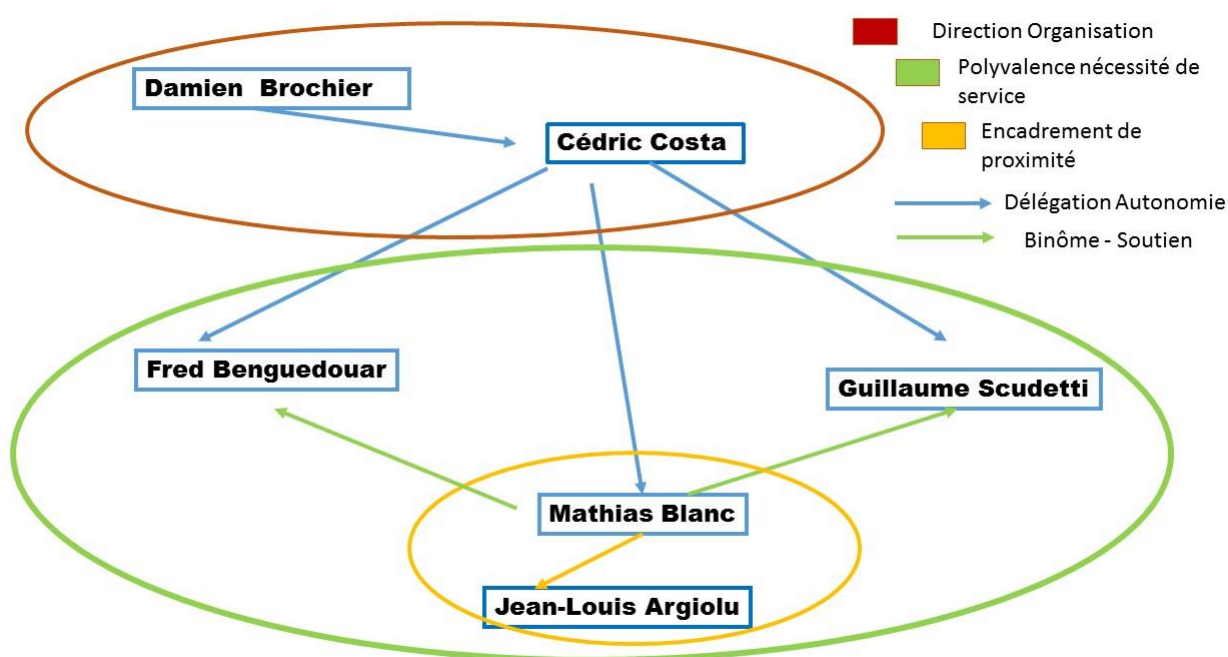 Direction Organisation
Polyvalence nécessité de
service
Encadrement de
proximité
Délégation Autonomie
Binôme - Soutien
Damien Brochier
Cédric Costa
Fred Benguedouar
Guillaume Scudetti
Mathias Blanc
Jean-Louis Argiolu